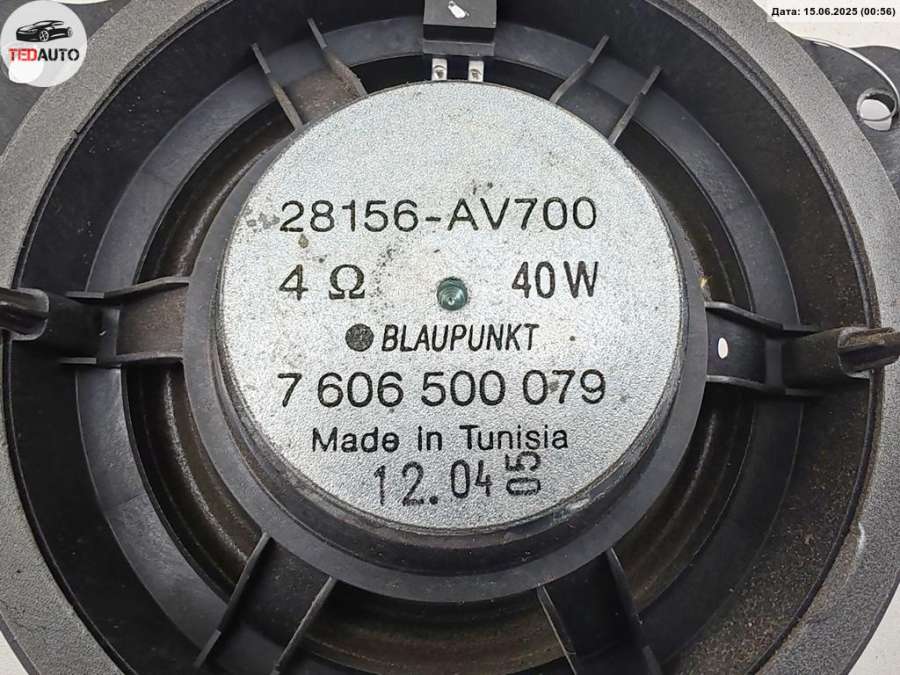 TEDAUTO
Дата: 15.06.2025 (00:56)
28156-AV700
4 Ω 40 W
BLAUPUNKT
7 606 500 079
Made in Tunisia
12.04 05